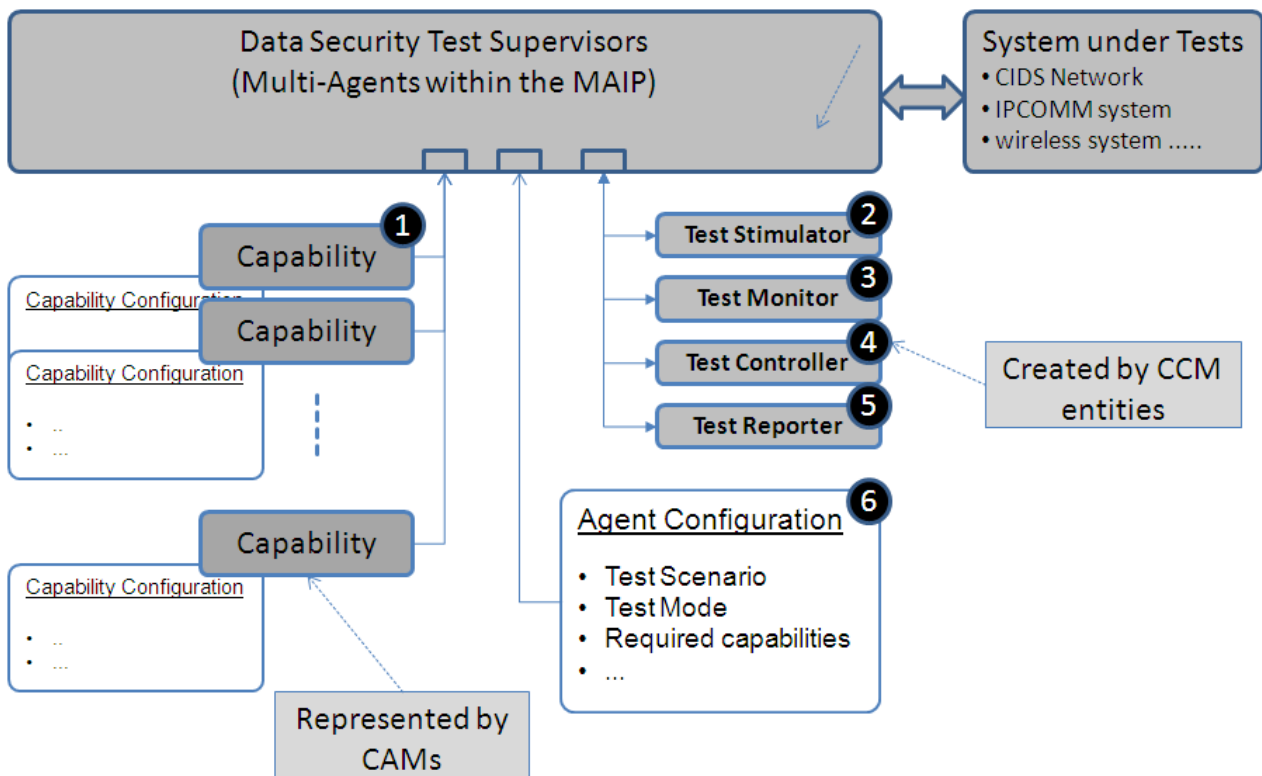 Data Security Test Supervisors
(Multi-Agents within the MAIP)
System under Tests
• CIDS Network
• IPCOMM system
• wireless system .....
1
Capability
Capability Configuration
Capability
Capability Configuration
• ..
• ...
Capability
Capability Configuration
• ..
• ...
Represented by
CAMs
2
Test Stimulator
3
Test Monitor
4
Test Controller
5
Test Reporter
Created by CCM
entities
6
Agent Configuration
• Test Scenario
• Test Mode
• Required capabilities
• ...